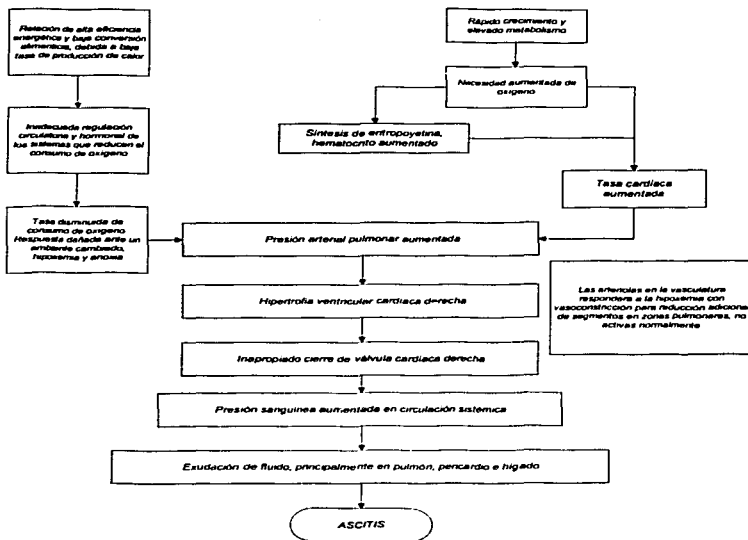 Relación de alta eficiencia
energética y baja conversión
alimenticia, debida a baja
tasa de producción de calor
Inadecuada regulación
circulatoria y hormonal de
los sistemas que reducen el
consumo de oxígeno
Tasa disminuida de
consumo de oxígeno
Respuesta dañada ante un
ambiente cambiado,
hipoxemia y anoxia
Rápido crecimiento y
elevado metabolismo
Necesidad aumentada de
oxígeno
Síntesis de eritropoyetina,
hematocrito aumentado
Tasa cardíaca
aumentada
Presión arterial pulmonar aumentada
Hipertrofia ventricular cardíaca derecha
Las arteriolas en la vasculatura
responden a la hipoxemia con
vasoconstricción para reducción adicional
de segmentos en zonas pulmonares, no
activas normalmente
Inapropiado cierre de válvula cardíaca derecha
Presión sanguínea aumentada en circulación sistémica
Exudación de fluido, principalmente en pulmón, pericardio e hígado
ASCITIS